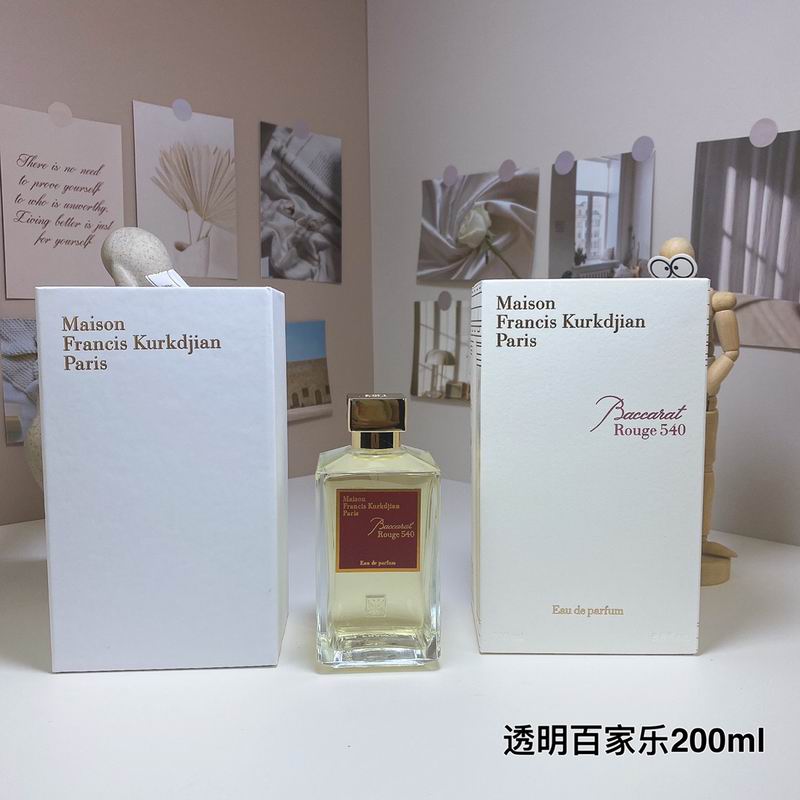 There is no need
to prove yourself
to who is unworthy.
Living better is just
for yourself
Maison
Francis Kurkdjian
Paris
Maison
Francis Kurkdjian
Paris
Baccarat
Rouge 540
Eau de parfum
Maison
Francis Kurkdjian
Paris
Baccarat
Rouge 540
Eau de parfum
透明百家乐200ml